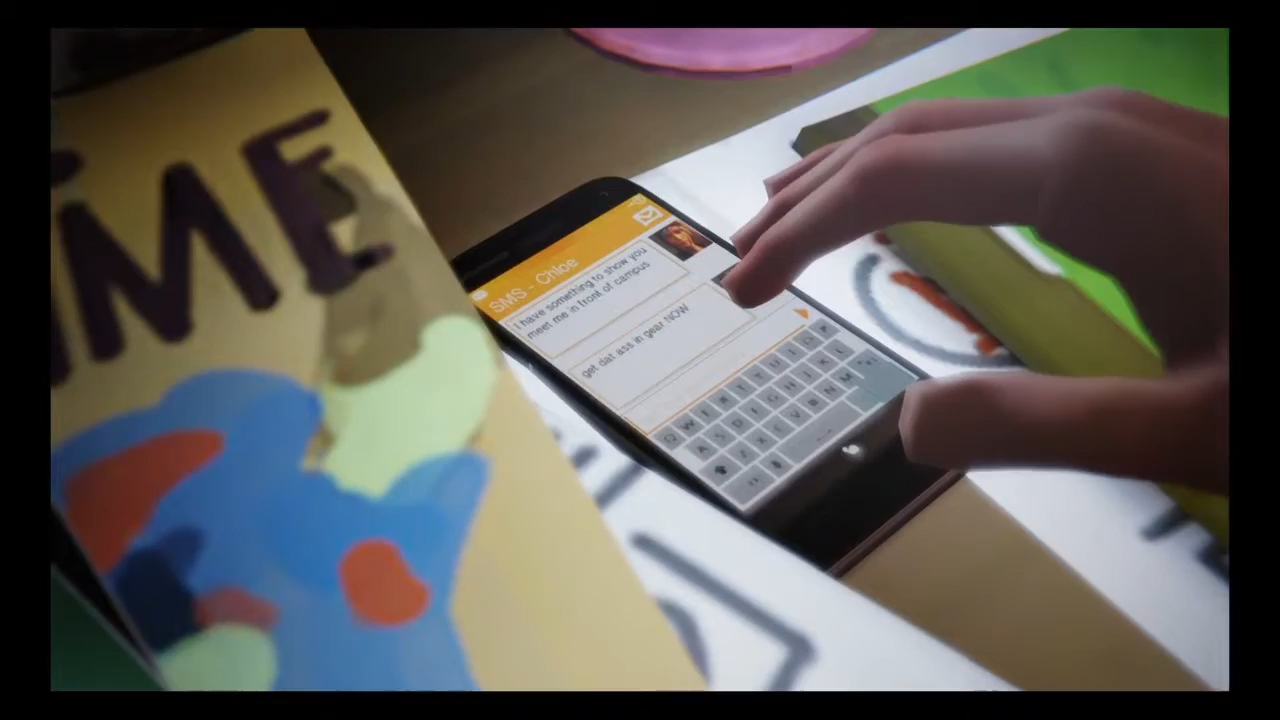 IME
SMS - Chloe
I have something to show you
meet me in front of campus
get dat ass in gear NOW